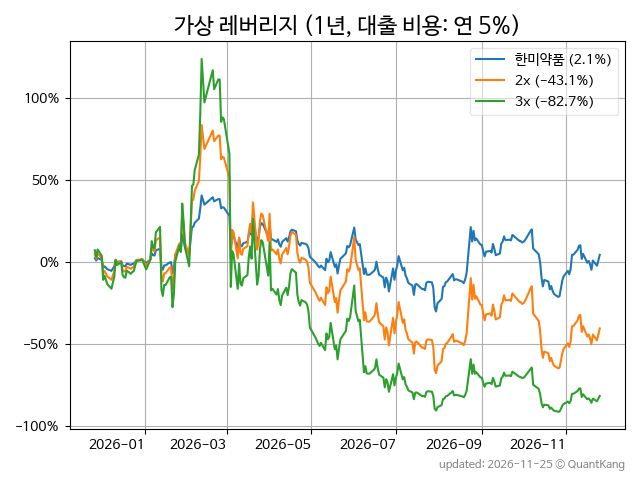 가상 레버리지 (1년, 대출 비용: 연 5%)
한미약품 (2.1%)
2x (−43.1%)
3x (−82.7%)
100%
50%
0%
−50%
−100%
2026-01 2026-03 2026-05 2026-07 2026-09 2026-11
updated: 2026-11-25 © QuantKang